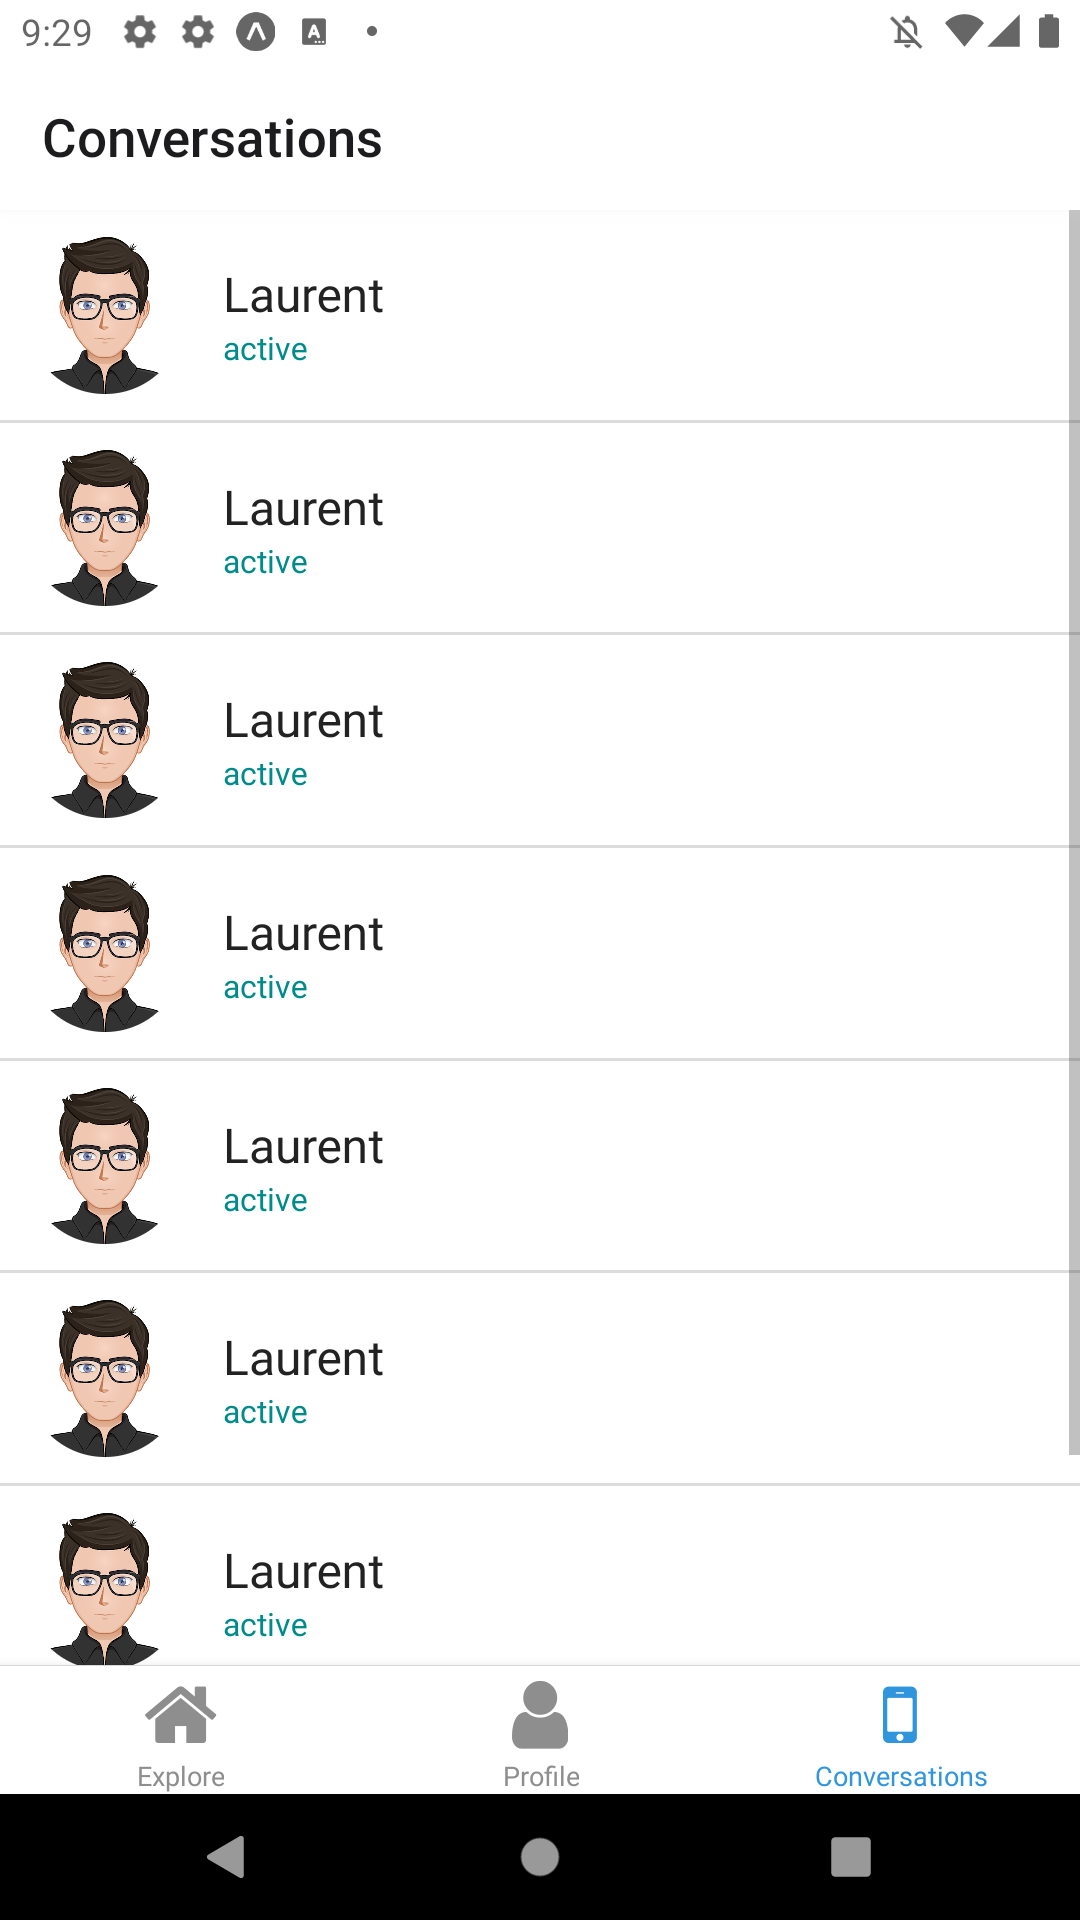 9:29
Conversations
Laurent
active
Laurent
active
Laurent
active
Laurent
active
Laurent
active
Laurent
active
Laurent
active
Explore
Profile
Conversations